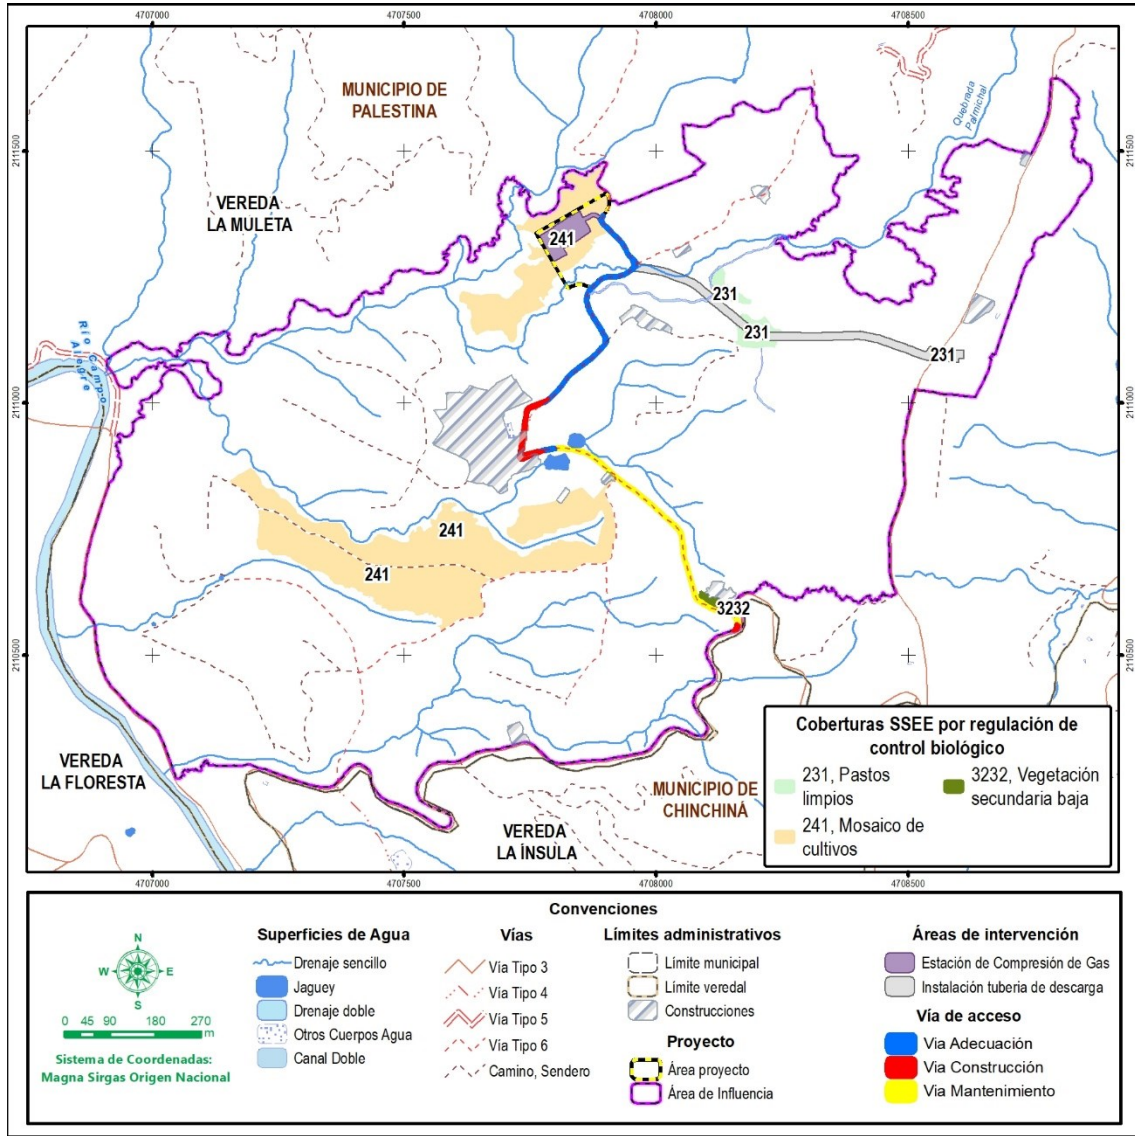 4707000
4707500
4708000
4708500
2111500
2111000
2110500
2111500
2111000
2110500
MUNICIPIO DE
PALESTINA
Quebrada
Palmichal
VEREDA
LA MULETA
241
231
231
231
Río Campo
Alegre
241
241
3232
VEREDA
LA FLORESTA
MUNICIPIO DE
CHINCHINÁ
VEREDA
LA ÍNSULA
Coberturas SSEE por regulación de
control biológico
231, Pastos
limpios
241, Mosaico de
cultivos
3232, Vegetación
secundaria baja
4707000
4707500
4708000
4708500
Convenciones
N
W
E
S
0 45 90 180 270
m
Sistema de Coordenadas:
Magna Sirgas Origen Nacional
Superficies de Agua
Drenaje sencillo
Jaguey
Drenaje doble
Otros Cuerpos Agua
Canal Doble
Vías
Vía Tipo 3
Vía Tipo 4
Vía Tipo 5
Vía Tipo 6
Camino, Sendero
Límites administrativos
Límite municipal
Límite veredal
Construcciones
Proyecto
Área proyecto
Área de Influencia
Áreas de intervención
Estación de Compresión de Gas
Instalación tuberia de descarga
Vía de acceso
Via Adecuación
Via Construcción
Via Mantenimiento